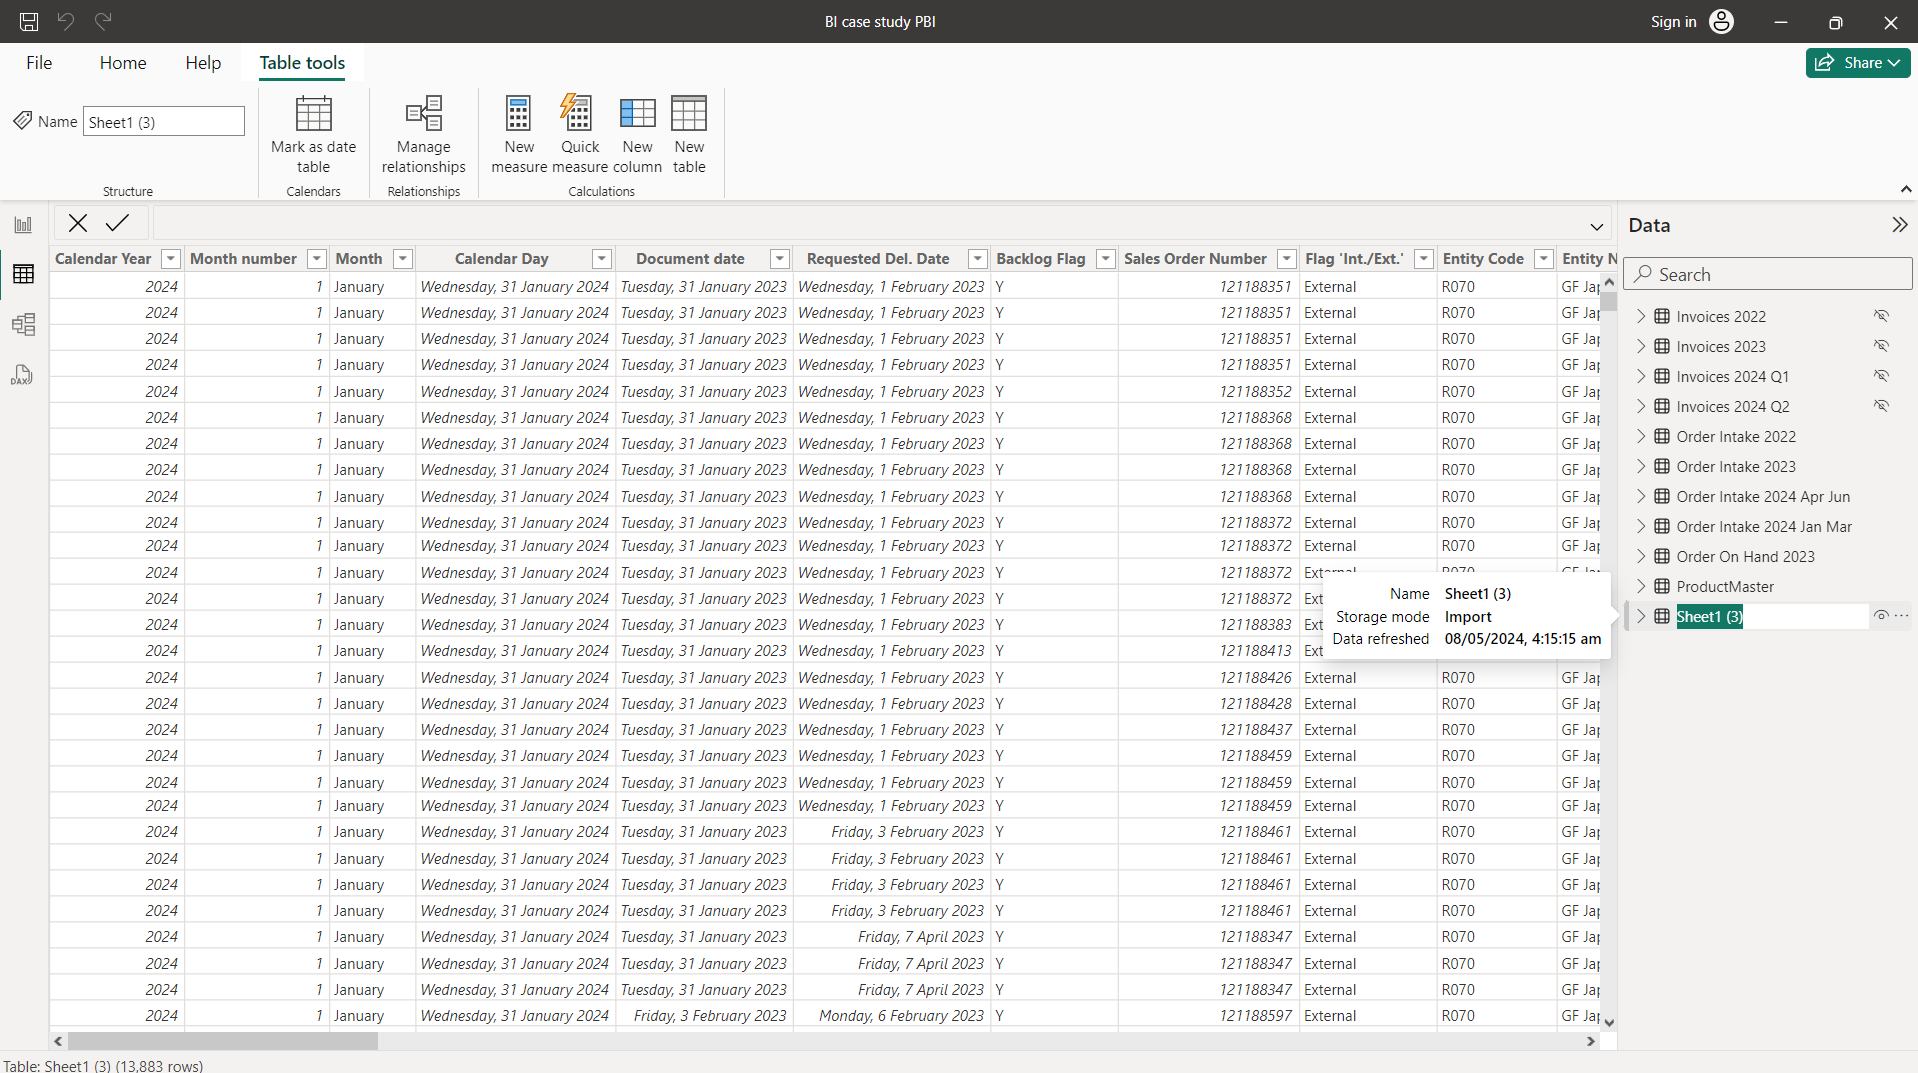 BI case study PBI
Sign in
File Home Help Table tools
Share
Name Sheet1 (3)
Mark as date table
Manage relationships
New measure
Quick measure
New column
New table
Structure Calendars Relationships Calculations
Calendar Year Month number Month Calendar Day Document date Requested Del. Date Backlog Flag Sales Order Number Flag 'Int./Ext.' Entity Code Entity N
2024 1 January Wednesday, 31 January 2024 Tuesday, 31 January 2023 Wednesday, 1 February 2023 Y 121188351 External R070 GF Jap
2024 1 January Wednesday, 31 January 2024 Tuesday, 31 January 2023 Wednesday, 1 February 2023 Y 121188351 External R070 GF Jap
2024 1 January Wednesday, 31 January 2024 Tuesday, 31 January 2023 Wednesday, 1 February 2023 Y 121188351 External R070 GF Jap
2024 1 January Wednesday, 31 January 2024 Tuesday, 31 January 2023 Wednesday, 1 February 2023 Y 121188351 External R070 GF Jap
2024 1 January Wednesday, 31 January 2024 Tuesday, 31 January 2023 Wednesday, 1 February 2023 Y 121188352 External R070 GF Jap
2024 1 January Wednesday, 31 January 2024 Tuesday, 31 January 2023 Wednesday, 1 February 2023 Y 121188368 External R070 GF Jap
2024 1 January Wednesday, 31 January 2024 Tuesday, 31 January 2023 Wednesday, 1 February 2023 Y 121188368 External R070 GF Jap
2024 1 January Wednesday, 31 January 2024 Tuesday, 31 January 2023 Wednesday, 1 February 2023 Y 121188368 External R070 GF Jap
2024 1 January Wednesday, 31 January 2024 Tuesday, 31 January 2023 Wednesday, 1 February 2023 Y 121188368 External R070 GF Jap
2024 1 January Wednesday, 31 January 2024 Tuesday, 31 January 2023 Wednesday, 1 February 2023 Y 121188372 External R070 GF Jap
2024 1 January Wednesday, 31 January 2024 Tuesday, 31 January 2023 Wednesday, 1 February 2023 Y 121188372 External R070 GF Jap
2024 1 January Wednesday, 31 January 2024 Tuesday, 31 January 2023 Wednesday, 1 February 2023 Y 121188372
2024 1 January Wednesday, 31 January 2024 Tuesday, 31 January 2023 Wednesday, 1 February 2023 Y 121188372 Ext
2024 1 January Wednesday, 31 January 2024 Tuesday, 31 January 2023 Wednesday, 1 February 2023 Y 121188383 Ext
2024 1 January Wednesday, 31 January 2024 Tuesday, 31 January 2023 Wednesday, 1 February 2023 Y 121188413 Ext
2024 1 January Wednesday, 31 January 2024 Tuesday, 31 January 2023 Wednesday, 1 February 2023 Y 121188426 External R070 GF Jap
2024 1 January Wednesday, 31 January 2024 Tuesday, 31 January 2023 Wednesday, 1 February 2023 Y 121188428 External R070 GF Jap
2024 1 January Wednesday, 31 January 2024 Tuesday, 31 January 2023 Wednesday, 1 February 2023 Y 121188437 External R070 GF Jap
2024 1 January Wednesday, 31 January 2024 Tuesday, 31 January 2023 Wednesday, 1 February 2023 Y 121188459 External R070 GF Jap
2024 1 January Wednesday, 31 January 2024 Tuesday, 31 January 2023 Wednesday, 1 February 2023 Y 121188459 External R070 GF Jap
2024 1 January Wednesday, 31 January 2024 Tuesday, 31 January 2023 Wednesday, 1 February 2023 Y 121188459 External R070 GF Jap
2024 1 January Wednesday, 31 January 2024 Tuesday, 31 January 2023 Friday, 3 February 2023 Y 121188461 External R070 GF Jap
2024 1 January Wednesday, 31 January 2024 Tuesday, 31 January 2023 Friday, 3 February 2023 Y 121188461 External R070 GF Jap
2024 1 January Wednesday, 31 January 2024 Tuesday, 31 January 2023 Friday, 3 February 2023 Y 121188461 External R070 GF Jap
2024 1 January Wednesday, 31 January 2024 Tuesday, 31 January 2023 Friday, 3 February 2023 Y 121188461 External R070 GF Jap
2024 1 January Wednesday, 31 January 2024 Tuesday, 31 January 2023 Friday, 7 April 2023 Y 121188347 External R070 GF Jap
2024 1 January Wednesday, 31 January 2024 Tuesday, 31 January 2023 Friday, 7 April 2023 Y 121188347 External R070 GF Jap
2024 1 January Wednesday, 31 January 2024 Tuesday, 31 January 2023 Friday, 7 April 2023 Y 121188347 External R070 GF Jap
2024 1 January Wednesday, 31 January 2024 Friday, 3 February 2023 Monday, 6 February 2023 Y 121188597 External R070 GF Jap
Name Sheet1 (3)
Storage mode Import
Data refreshed 08/05/2024, 4:15:15 am
Data
Search
Invoices 2022
Invoices 2023
Invoices 2024 Q1
Invoices 2024 Q2
Order Intake 2022
Order Intake 2023
Order Intake 2024 Apr Jun
Order Intake 2024 Jan Mar
Order On Hand 2023
ProductMaster
Sheet1 (3)
DAX
Table: Sheet1 (3) (13,883 rows)